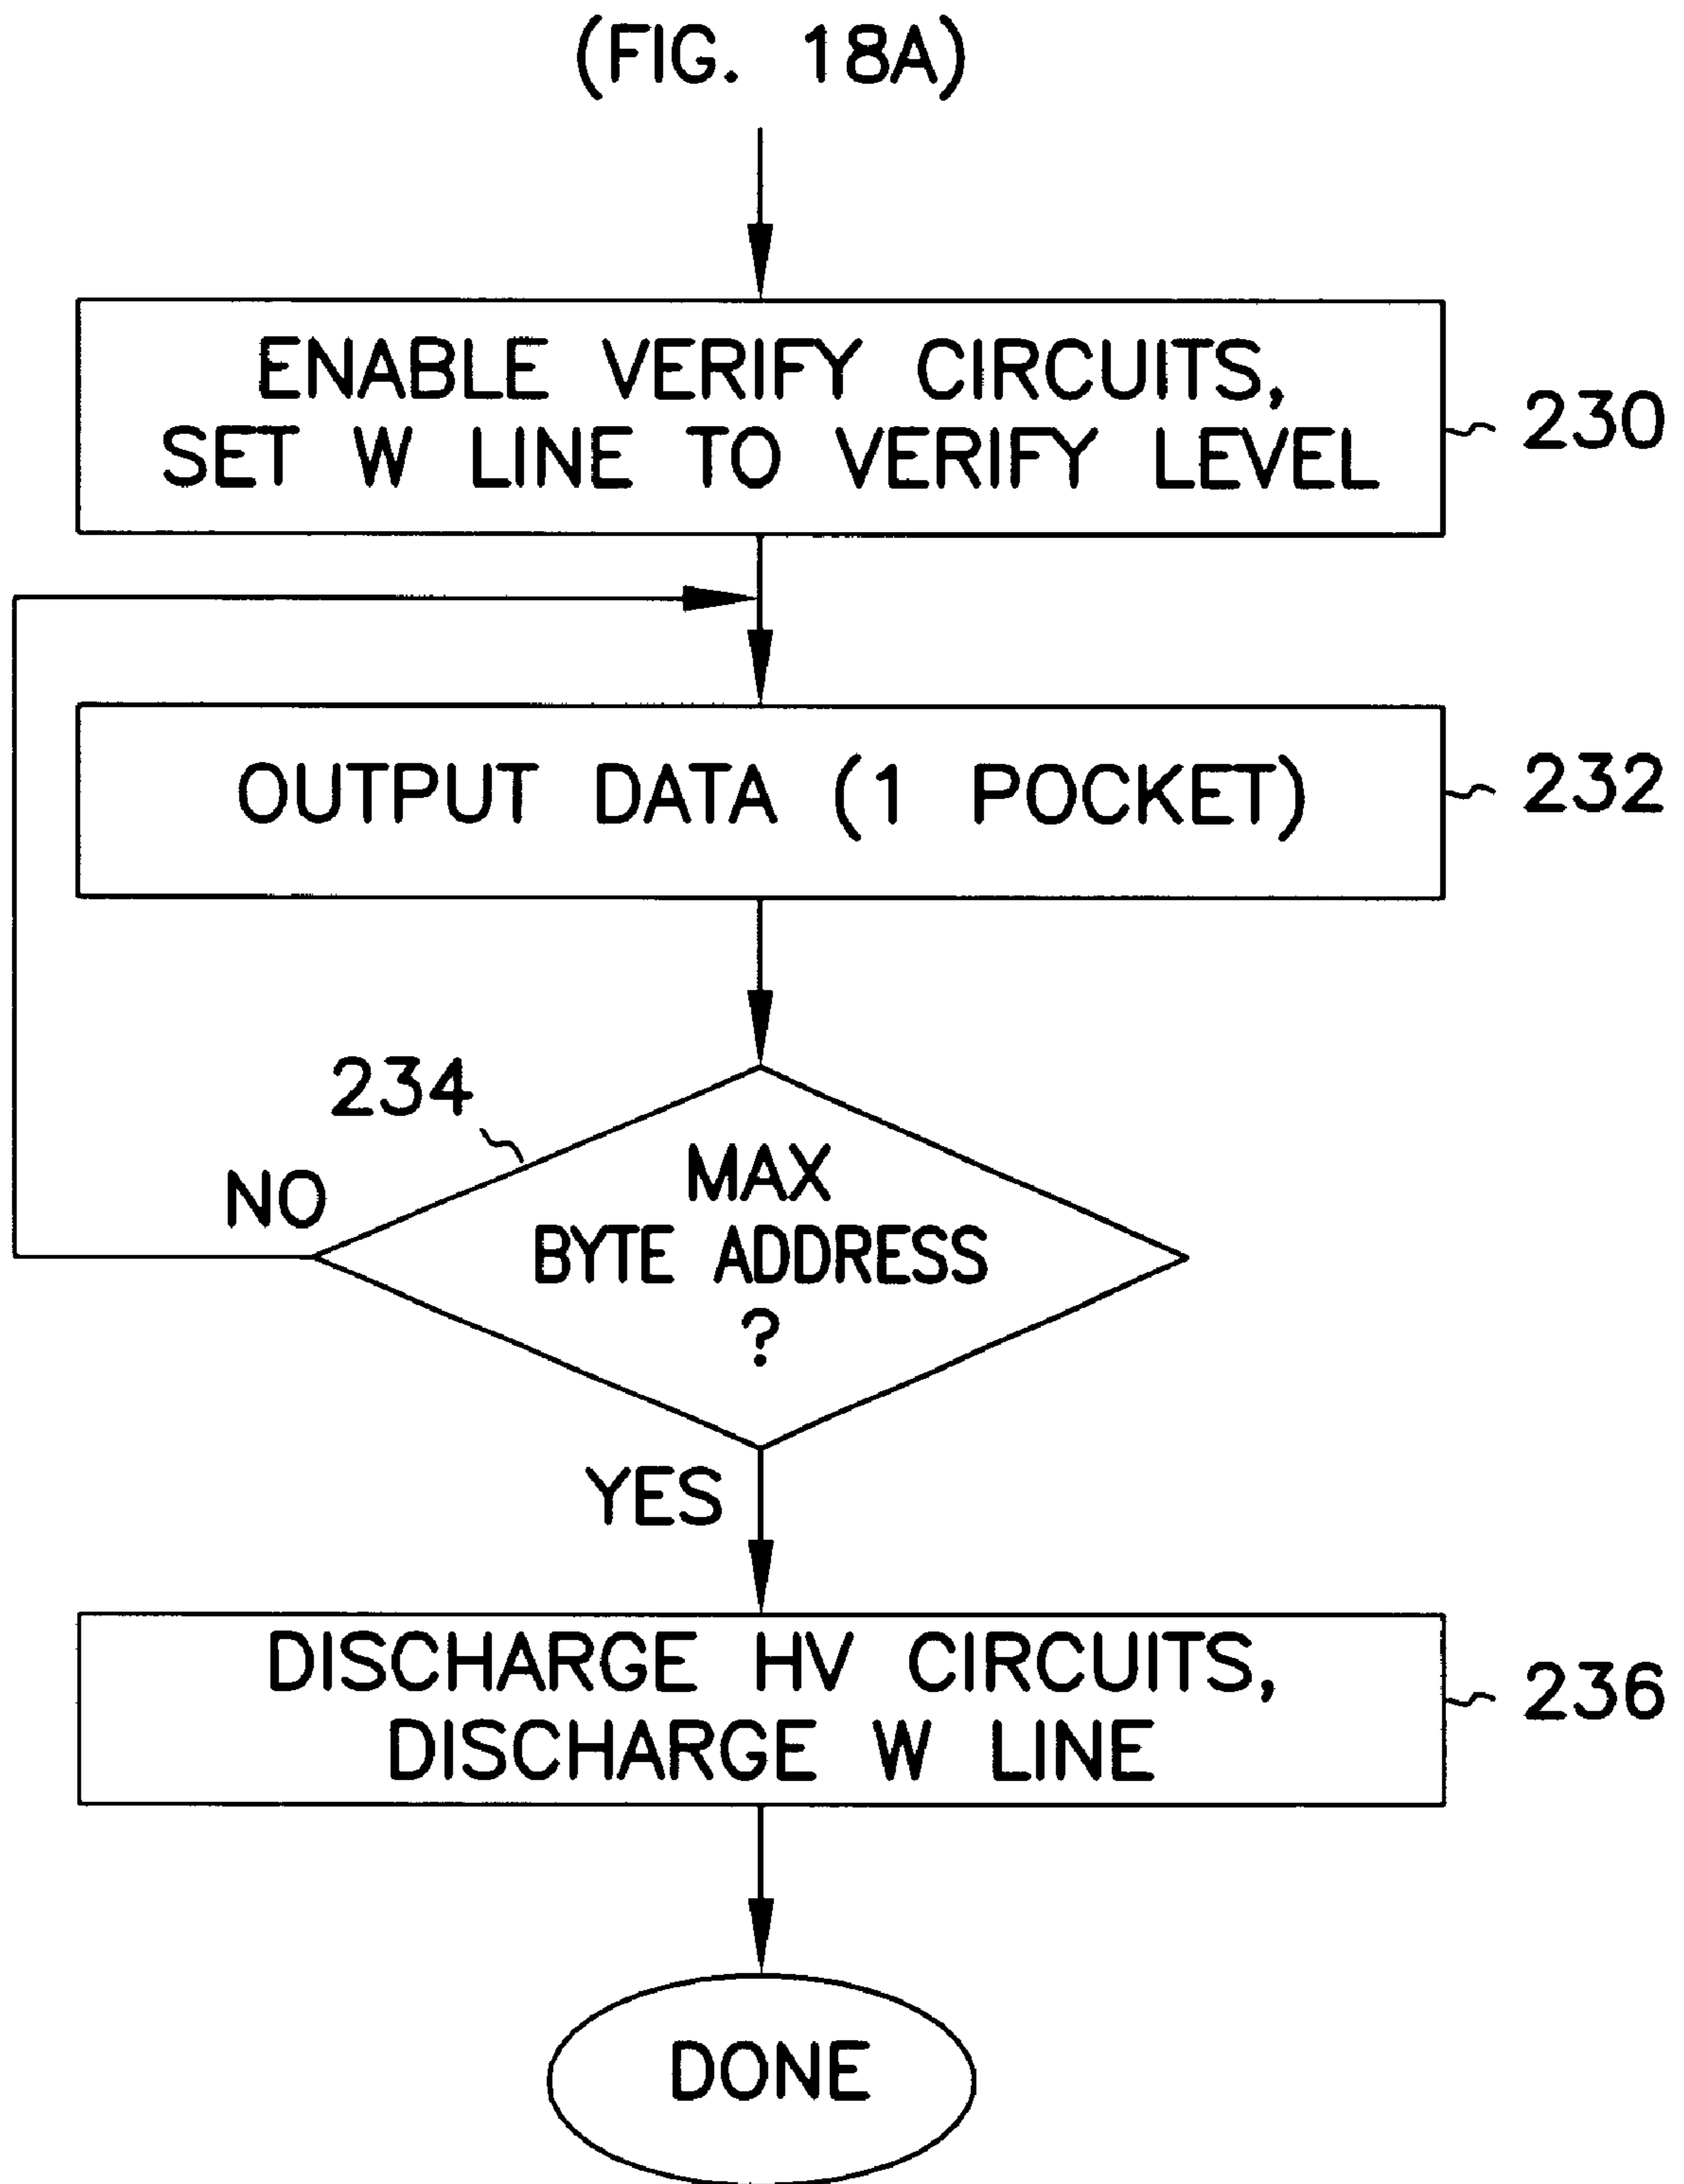 (FIG. 18A)
ENABLE VERIFY CIRCUITS,
SET W LINE TO VERIFY LEVEL
230
OUTPUT DATA (1 POCKET)
232
234
NO
MAX
BYTE ADDRESS
?
YES
DISCHARGE HV CIRCUITS,
DISCHARGE W LINE
236
DONE